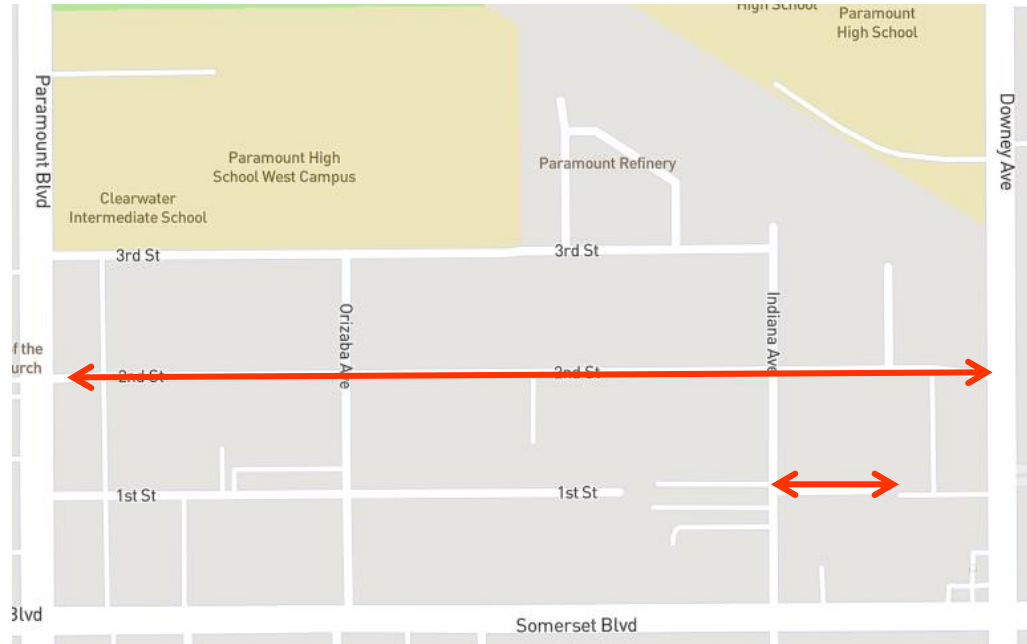 High School
Paramount
High School
Paramount Blvd
Downey Ave
Paramount High
School West Campus
Paramount Refinery
Clearwater
Intermediate School
3rd St
3rd St
Orizaba Ave
Indiana Ave
f the
urch
2nd St
2nd St
1st St
1st St
Blvd
Somerset Blvd